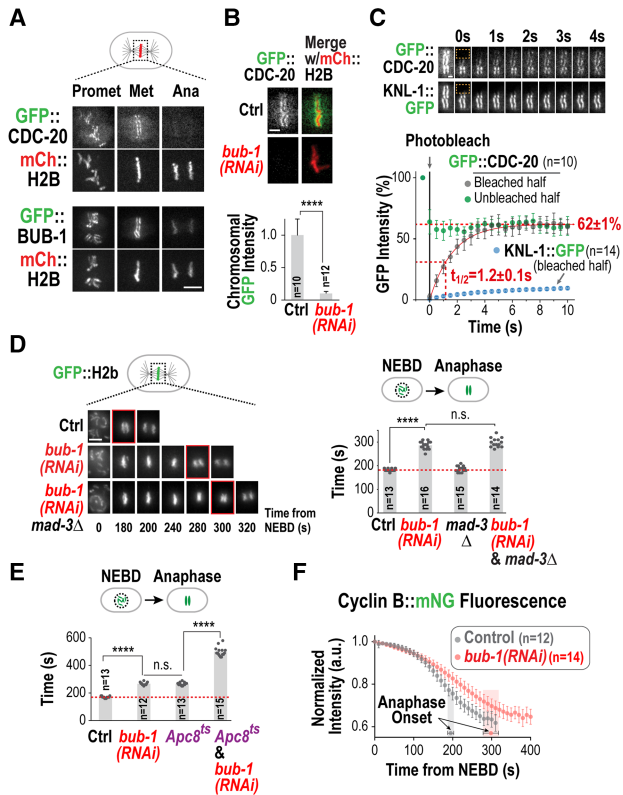 A
Promet Met Ana
GFP::
CDC-20
mCh::
H2B
GFP::
BUB-1
mCh::
H2B
B
GFP:: Merge
CDC-20 w/mCh::
H2B
Ctrl
bub-1
(RNAi)
Chromosomal
GFP Intensity
1.0
0.5
0
****
n=10
n=12
Ctrl bub-1
(RNAi)
C
0s 1s 2s 3s 4s
GFP::
CDC-20
KNL-1::
GFP
Photobleach
GFP::CDC-20 (n=10)
Bleached half
Unbleached half
62±1%
KNL-1::GFP (n=14)
(bleached half)
t1/2=1.2±0.1s
GFP Intensity (%)
100
50
0
0 2 4 6 8 10
Time (s)
D
GFP::H2b
Ctrl
bub-1
(RNAi)
bub-1
(RNAi)
mad-3Δ
0 180 200 240 280 300 320
Time from
NEBD (s)
NEBD Anaphase
**** n.s.
Time (s)
300
200
100
0
n=13
n=16
n=15
n=14
Ctrl bub-1 mad-3 bub-1
(RNAi) Δ (RNAi)
& mad-3Δ
E
NEBD Anaphase
****
**** n.s.
Time (s)
600
400
200
0
n=13
n=12
n=13
n=15
Ctrl bub-1 Apc8ts Apc8ts
(RNAi) &
bub-1
(RNAi)
F
Cyclin B::mNG Fluorescence
Control (n=12)
bub-1(RNAi) (n=14)
Anaphase
Onset
Normalized
Intensity (a.u.)
1.0
0.8
0.6
0 100 200 300 400
Time from NEBD (s)